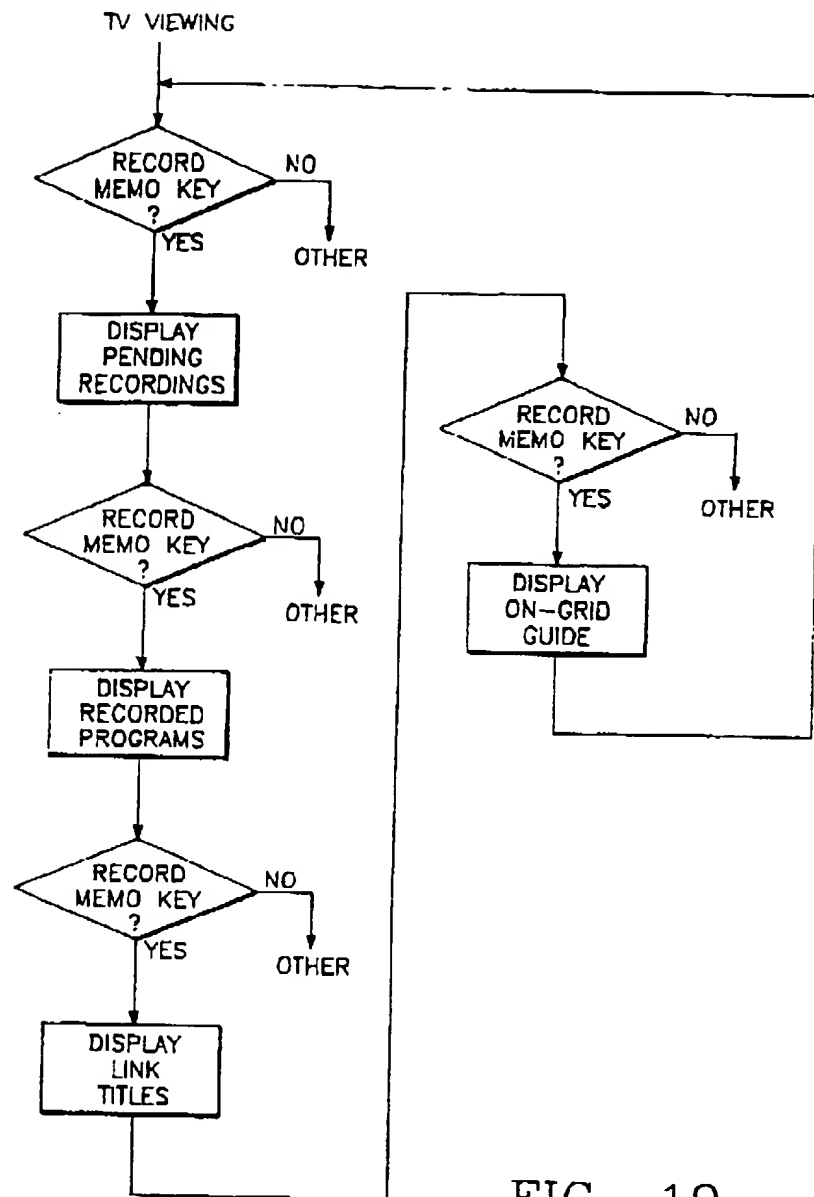 TV VIEWING
RECORD
MEMO KEY
?
NO
YES
OTHER
DISPLAY
PENDING
RECORDINGS
RECORD
MEMO KEY
?
NO
YES
OTHER
DISPLAY
RECORDED
PROGRAMS
RECORD
MEMO KEY
?
NO
YES
OTHER
DISPLAY
LINK
TITLES
RECORD
MEMO KEY
?
NO
YES
OTHER
DISPLAY
ON-GRID
GUIDE